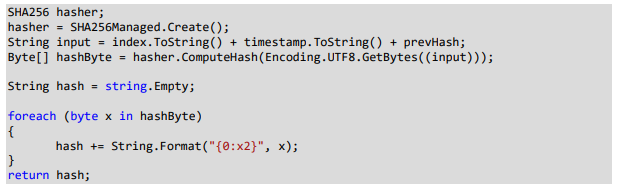 SHA256 hasher;
hasher = SHA256Managed.Create();
String input = index.ToString() + timestamp.ToString() + prevHash;
Byte[] hashByte = hasher.ComputeHash(Encoding.UTF8.GetBytes((input)));
String hash = string.Empty;
foreach (byte x in hashByte)
{
hash += String.Format("{0:x2}", x);
}
return hash;